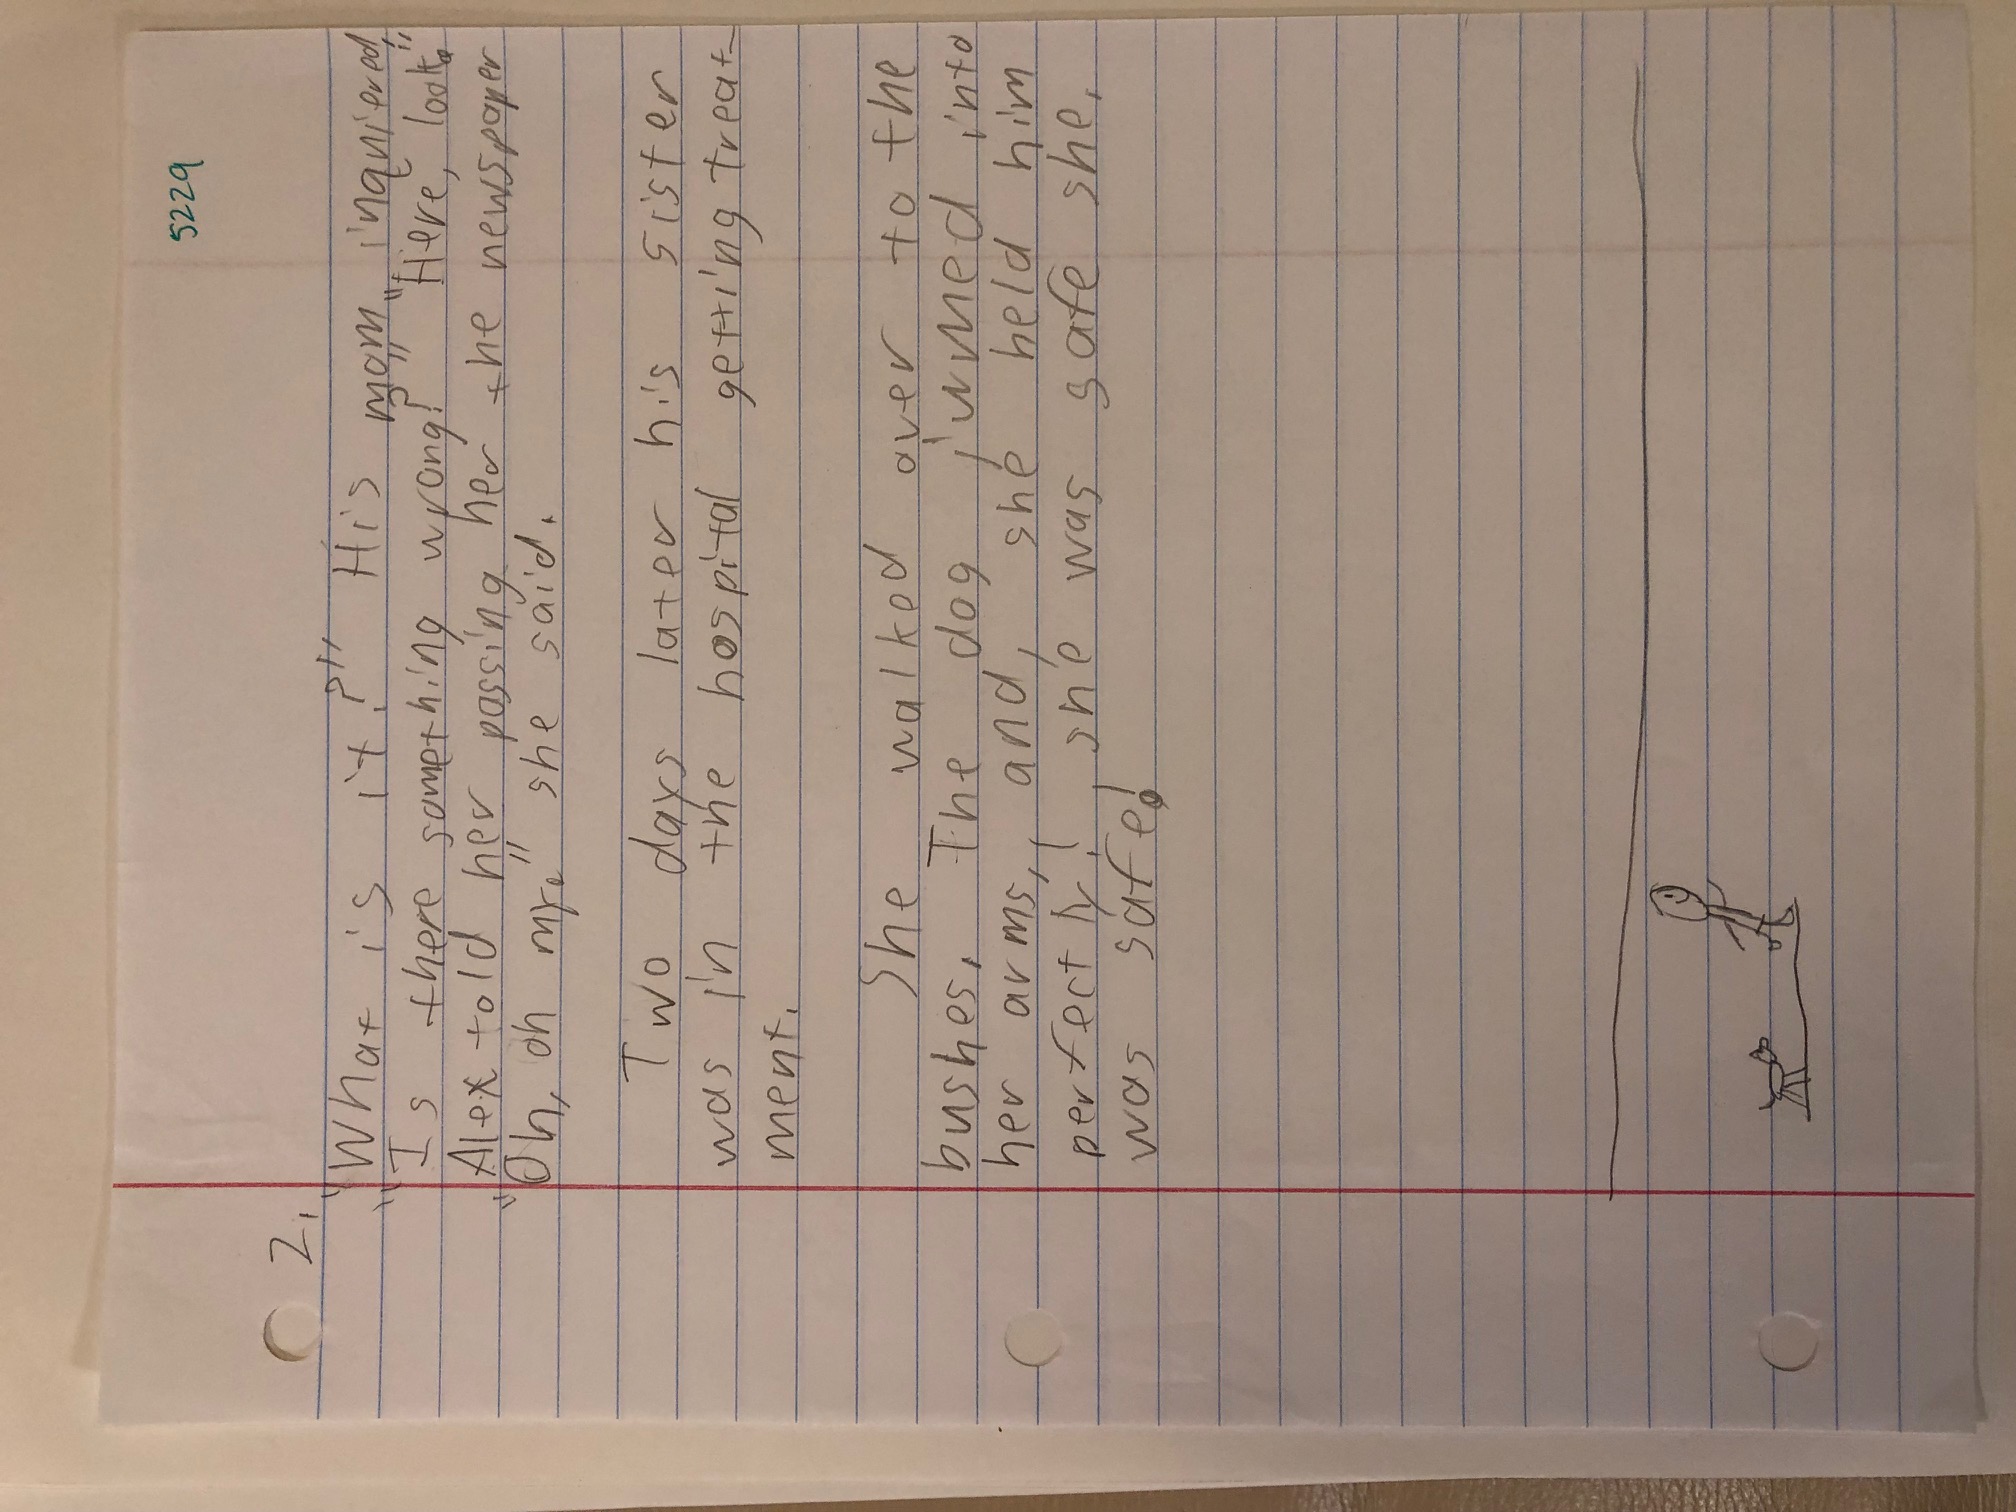 5229
2.
"What is it?" His mom inquiered,
"Is there something wrong?" "Here, look."
Alex told her passing her the newspaper
"Oh, oh my." she said.
Two days later his sister
was in the hospital getting treat-
ment.
She walked over to the
bushes. The dog jumed into
her arms, and, she held him
perfectly! she was safe she,
was safe!